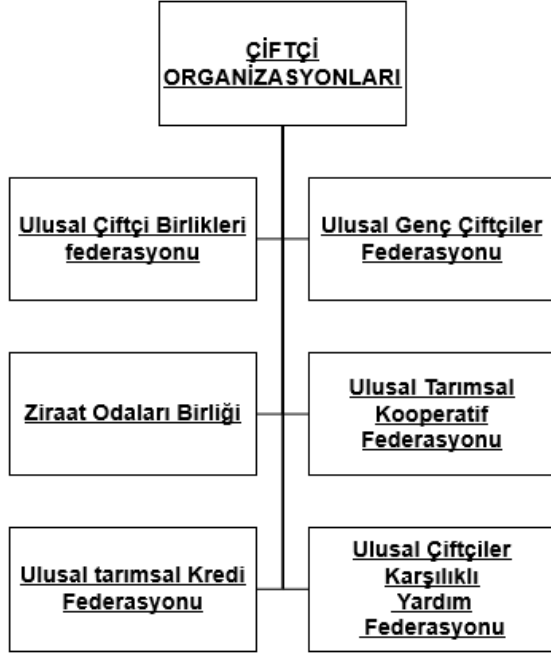 ÇİFTÇİ
ORGANİZASYONLARI
Ulusal Çiftçi Birlikleri
federasyonu
Ulusal Genç Çiftçiler
Federasyonu
Ziraat Odaları Birliği
Ulusal Tarımsal
Kooperatif
Federasyonu
Ulusal tarımsal Kredi
Federasyonu
Ulusal Çiftçiler
Karşılıklı
Yardım
Federasyonu